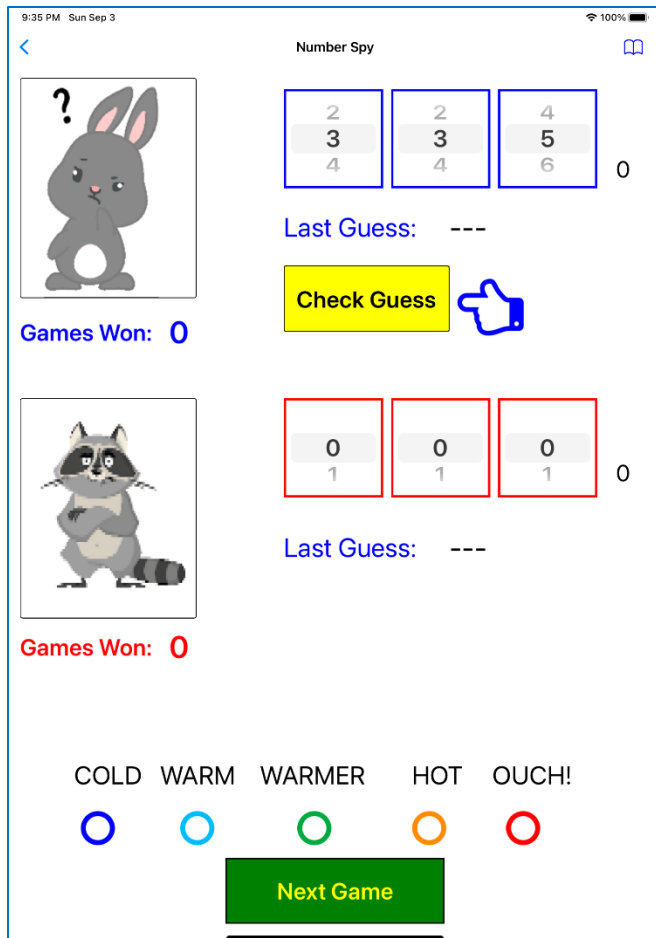 9:35 PM Sun Sep 3 100%
Number Spy
?
2 2 4
3 3 5
4 4 6
0
Last Guess: ---
Check Guess
Games Won: 0
0 0 0
1 1 1
0
Last Guess: ---
Games Won: 0
COLD WARM WARMER HOT OUCH!
Next Game